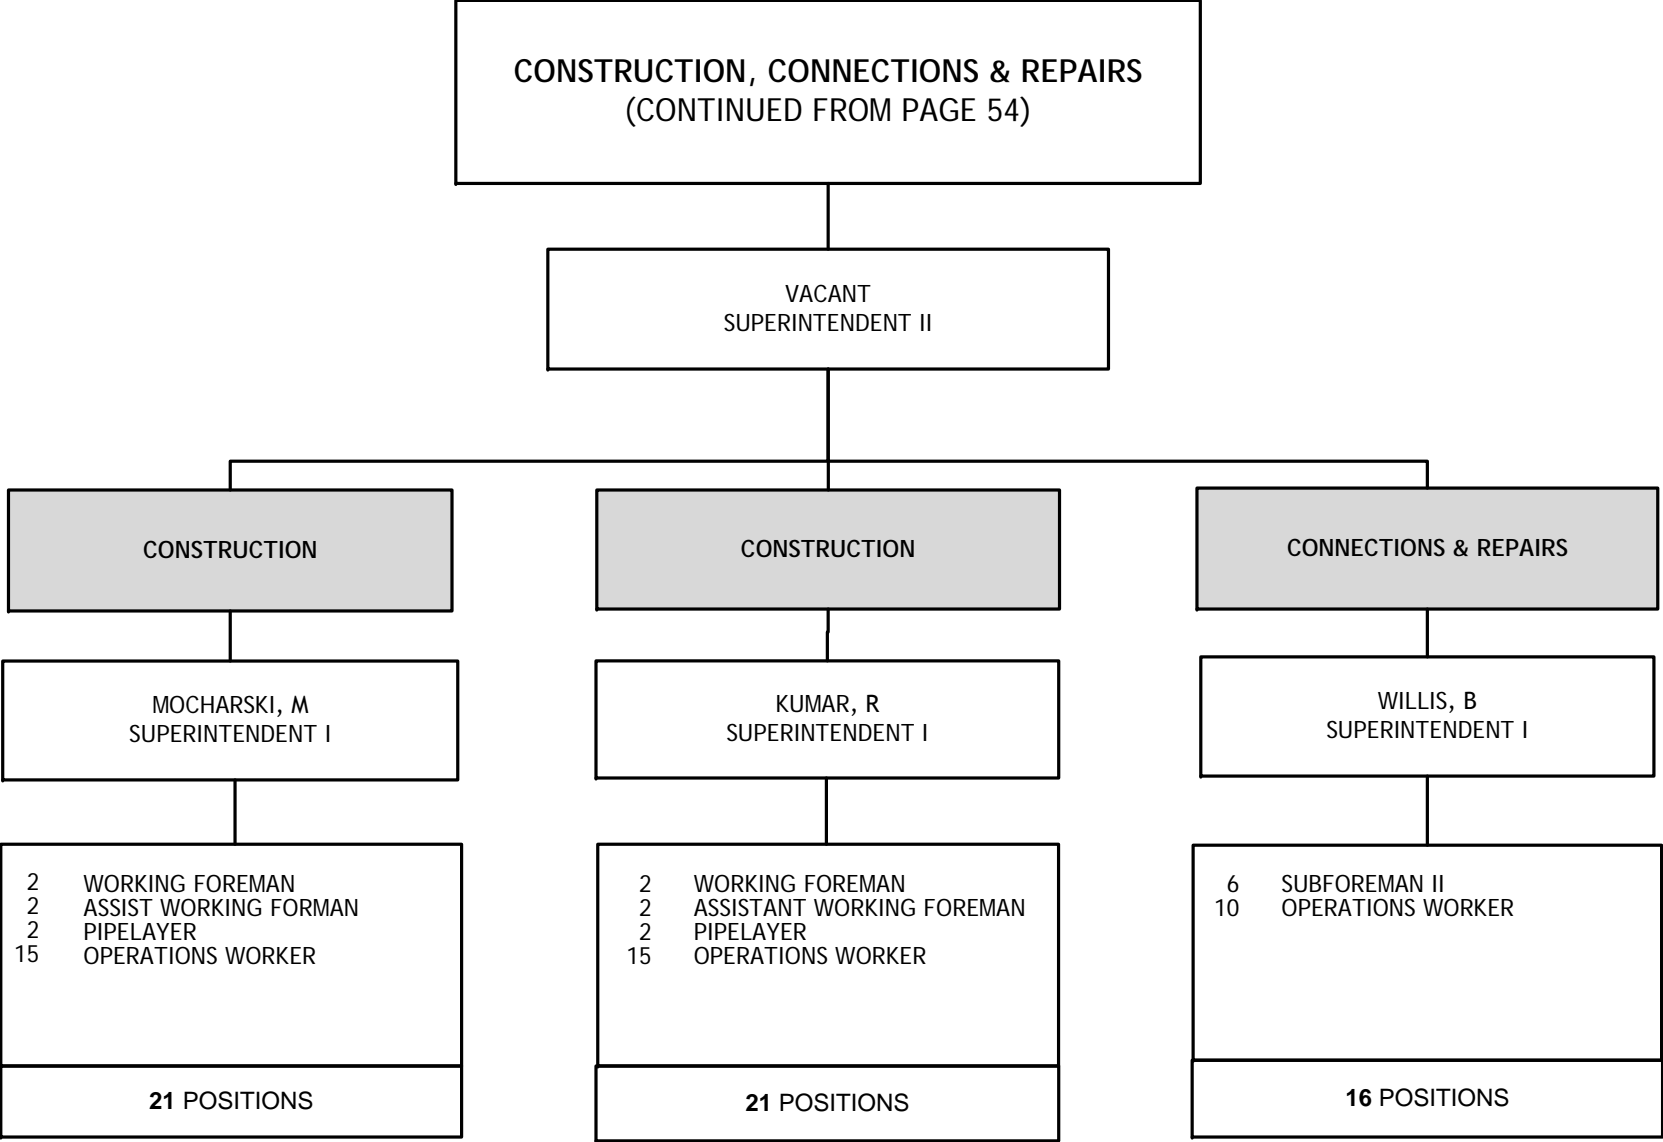 CONSTRUCTION, CONNECTIONS & REPAIRS
(CONTINUED FROM PAGE 54)
VACANT
SUPERINTENDENT II
CONSTRUCTION
MOCHARSKI, M
SUPERINTENDENT I
2 WORKING FOREMAN
2 ASSIST WORKING FORMAN
2 PIPELAYER
15 OPERATIONS WORKER
21 POSITIONS
CONSTRUCTION
KUMAR, R
SUPERINTENDENT I
2 WORKING FOREMAN
2 ASSISTANT WORKING FOREMAN
2 PIPELAYER
15 OPERATIONS WORKER
21 POSITIONS
CONNECTIONS & REPAIRS
WILLIS, B
SUPERINTENDENT I
6 SUBFOREMAN II
10 OPERATIONS WORKER
16 POSITIONS